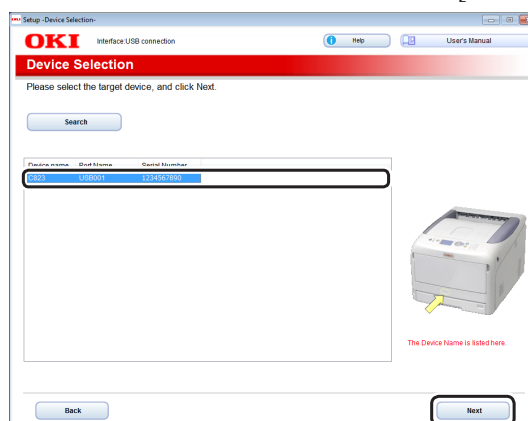 OKI Setup -Device Selection-
OKI Interface:USB connection Help User's Manual
Device Selection
Please select the target device, and click Next.
Search
Device name Port Name Serial Number
C823 USB001 1234567890
The Device Name is listed here.
Back Next